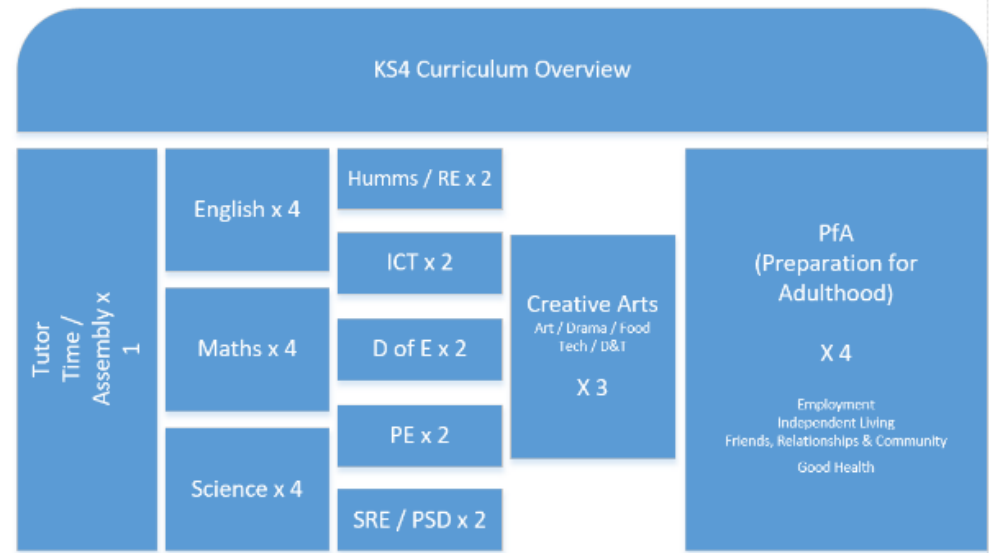 KS4 Curriculum Overview
Tutor
Time /
Assembly x
1
English x 4
Maths x 4
Science x 4
Humms / RE x 2
ICT x 2
D of E x 2
PE x 2
SRE / PSD x 2
Creative Arts
Art / Drama / Food
Tech / D&T
X 3
PfA
(Preparation for
Adulthood)
X 4
Employment
Independent Living
Friends, Relationships & Community
Good Health